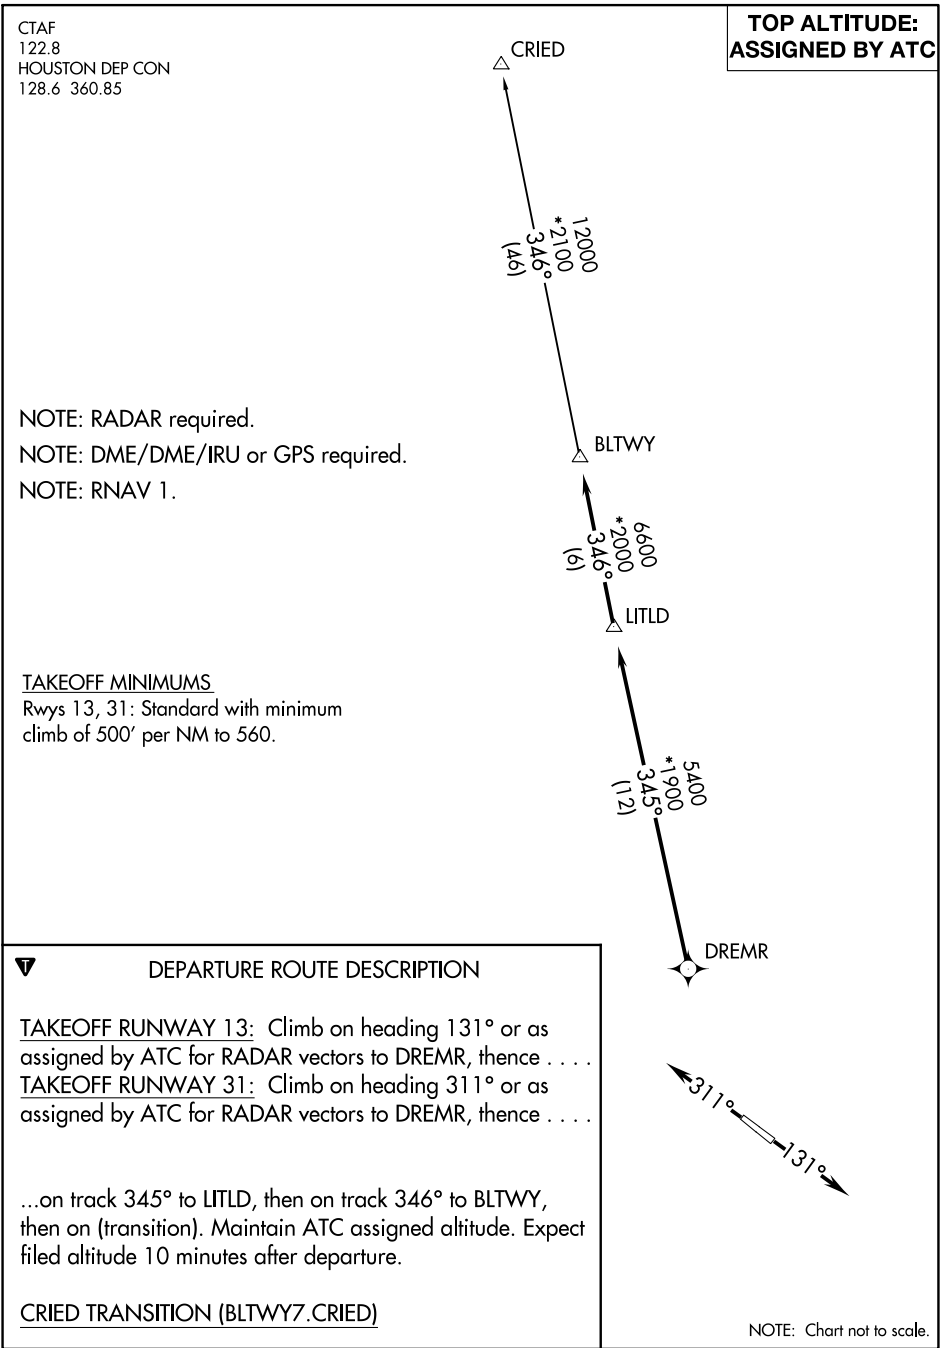 CTAF
122.8
HOUSTON DEP CON
128.6 360.85
TOP ALTITUDE:
ASSIGNED BY ATC
CRIED
12000
*2100
346°
(46)
NOTE: RADAR required.
NOTE: DME/DME/IRU or GPS required.
NOTE: RNAV 1.
BLTWY
6600
*2000
346°
(6)
LITLD
TAKEOFF MINIMUMS
Rwys 13, 31: Standard with minimum
climb of 500' per NM to 560.
5400
*1900
345°
(12)
DREMR
311°
131°
T
DEPARTURE ROUTE DESCRIPTION
TAKEOFF RUNWAY 13: Climb on heading 131° or as
assigned by ATC for RADAR vectors to DREMR, thence . . . .
TAKEOFF RUNWAY 31: Climb on heading 311° or as
assigned by ATC for RADAR vectors to DREMR, thence . . . .
...on track 345° to LITLD, then on track 346° to BLTWY,
then on (transition). Maintain ATC assigned altitude. Expect
filed altitude 10 minutes after departure.
CRIED TRANSITION (BLTWY7.CRIED)
NOTE: Chart not to scale.